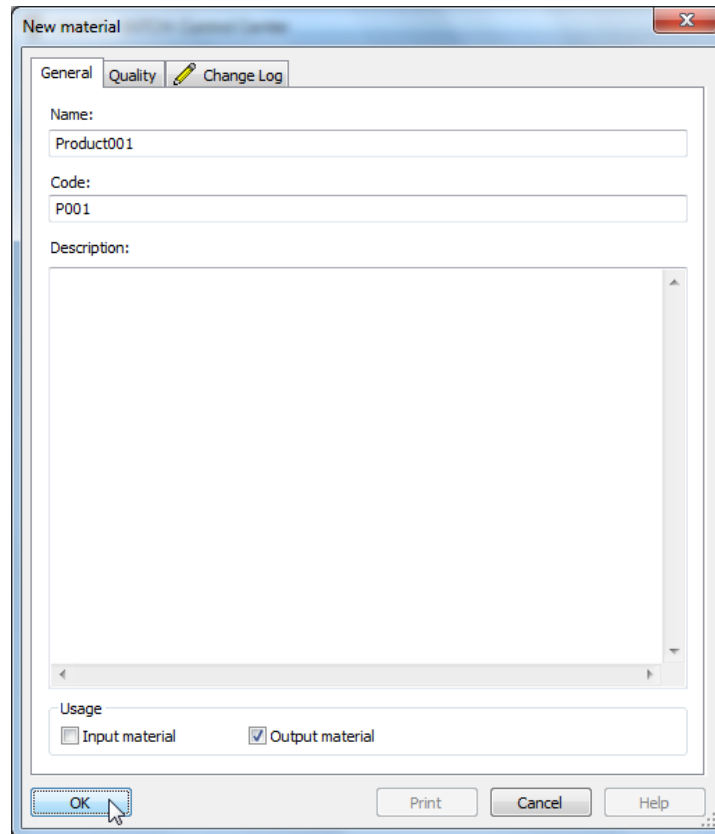 New material
General Quality Change Log
Name:
Product001
Code:
P001
Description:
Usage
Input material Output material
OK Print Cancel Help